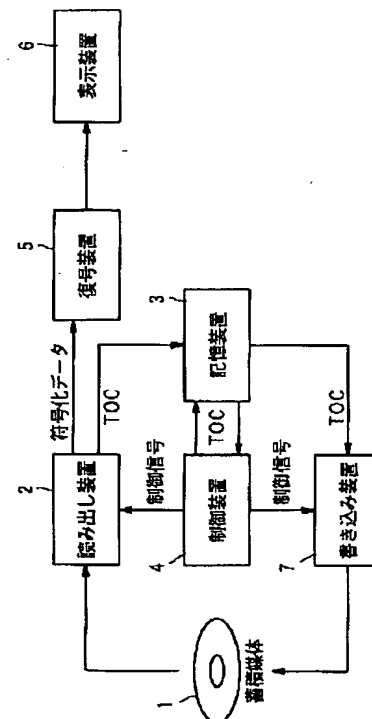 2
読み出し装置
符号化データ
TOC
5
復号装置
6
表示装置
制御信号
1
蓄積媒体
4
制御装置
TOC
3
記憶装置
制御信号
7
書き込み装置
TOC